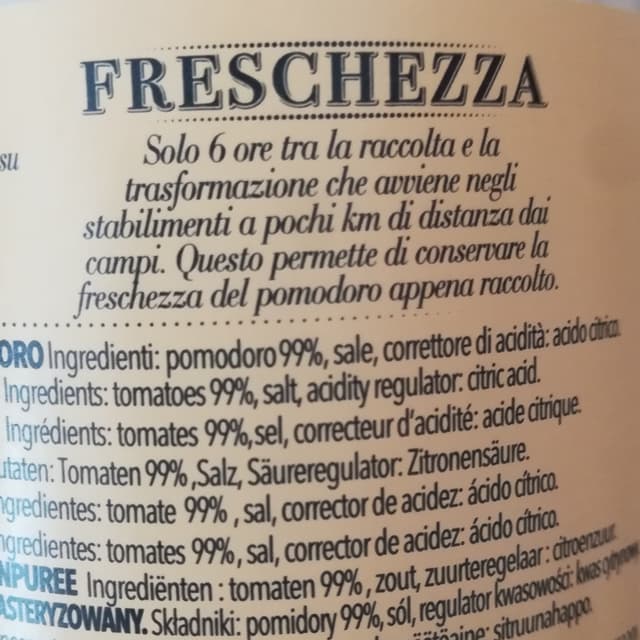 FRESCHEZZA
su
Solo 6 ore tra la raccolta e la
trasformazione che avviene negli
stabilimenti a pochi km di distanza dai
campi. Questo permette di conservare la
freschezza del pomodoro appena raccolto.
ORO Ingredienti: pomodoro 99%, sale, correttore di acidità: acido citrico.
Ingredients: tomatoes 99%, salt, acidity regulator: citric acid.
Ingrédients: tomates 99%, sel, correcteur d'acidité: acide citrique.
utaten: Tomaten 99% ,Salz, Säureregulator: Zitronensäure.
ngredientes: tomate 99% , sal, corrector de acidez: ácido cítrico.
ngredientes: tomates 99% , sal, corrector de acidez: ácido cítrico.
NPUREE Ingrediënten : tomaten 99% , zout, zuurteregelaar : citroenzuur.
ASTERYZOWANY. Składniki: pomidory 99%, sól, regulator kwasowości: kwas
sitruunahappo.